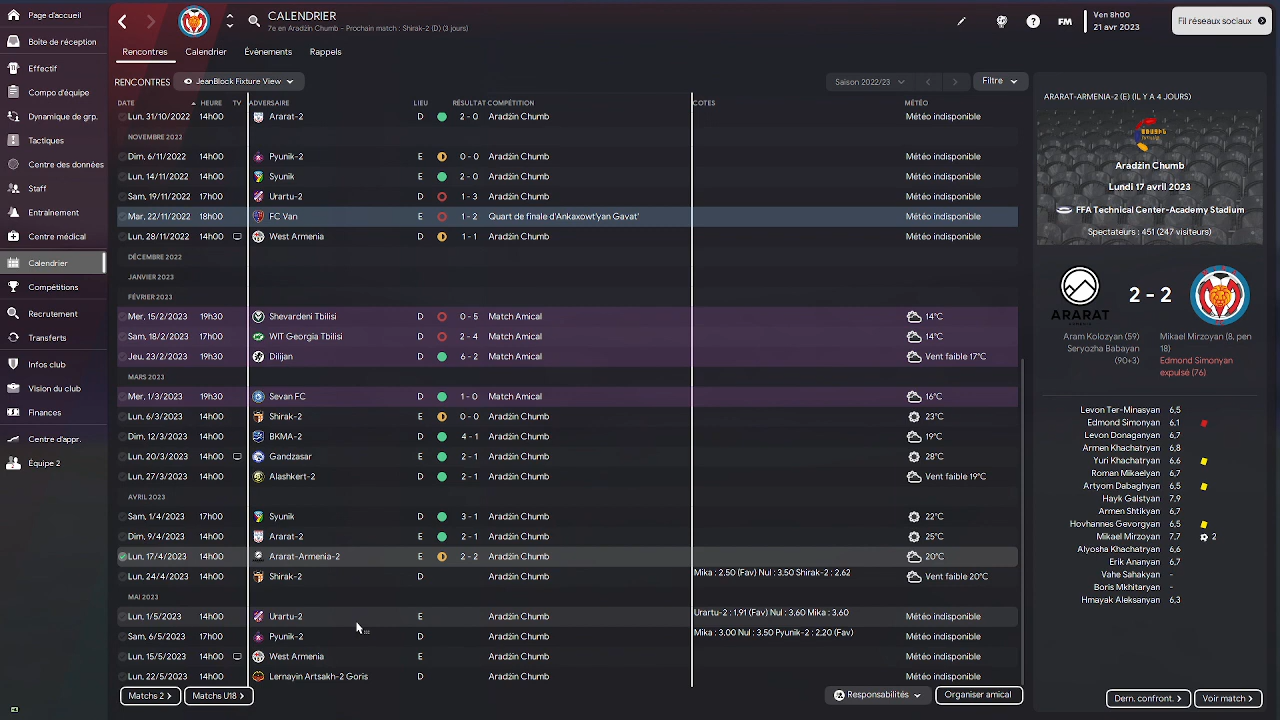 Page d'accueil
Boîte de réception
Effectif
Compo d'équipe
Dynamique de grp.
Tactiques
Centre des données
Staff
Entraînement
Centre médical
Calendrier
Compétitions
Recrutement
Transferts
Infos club
Vision du club
Finances
Centre d'appr.
Équipe 2
CALENDRIER
7e en Aradžin Chumb - Prochain match : Shirak-2 (D) (3 jours)
FM
Ven 8h00
21 avr 2023
Fil réseaux sociaux
Rencontres Calendrier Événements Rappels
RENCONTRES JeanBlock Fixture View Saison 2022/23 Filtre
DATE HEURE TV ADVERSAIRE LIEU RÉSULTAT COMPÉTITION COTES MÉTÉO
Lun, 31/10/2022 14h00 Ararat-2 D 2 - 0 Aradžin Chumb Météo indisponible
NOVEMBRE 2022
Dim, 6/11/2022 14h00 Pyunik-2 E 0 - 0 Aradžin Chumb Météo indisponible
Lun, 14/11/2022 14h00 Syunik E 2 - 0 Aradžin Chumb Météo indisponible
Sam, 19/11/2022 17h00 Urartu-2 D 1 - 3 Aradžin Chumb Météo indisponible
Mar, 22/11/2022 18h00 FC Van E 1 - 2 Quart de finale d'Ankaxowt'yan Gavat' Météo indisponible
Lun, 28/11/2022 14h00 West Armenia D 1 - 1 Aradžin Chumb Météo indisponible
DÉCEMBRE 2022
JANVIER 2023
FÉVRIER 2023
Mer, 15/2/2023 19h30 Shevardeni Tbilisi D 0 - 5 Match Amical 14°C
Sam, 18/2/2023 17h00 WIT Georgia Tbilisi D 2 - 4 Match Amical 14°C
Jeu, 23/2/2023 19h30 Dilijan D 6 - 2 Match Amical Vent faible 17°C
MARS 2023
Mer, 1/3/2023 19h30 Sevan FC D 1 - 0 Match Amical 16°C
Lun, 6/3/2023 14h00 Shirak-2 E 0 - 0 Aradžin Chumb 23°C
Dim, 12/3/2023 14h00 BKMA-2 D 4 - 1 Aradžin Chumb 19°C
Lun, 20/3/2023 14h00 Gandzasar E 2 - 1 Aradžin Chumb 28°C
Lun, 27/3/2023 14h00 Alashkert-2 D 2 - 1 Aradžin Chumb Vent faible 19°C
AVRIL 2023
Sam, 1/4/2023 17h00 Syunik D 3 - 1 Aradžin Chumb 22°C
Dim, 9/4/2023 14h00 Ararat-2 E 2 - 1 Aradžin Chumb 25°C
Lun, 17/4/2023 14h00 Ararat-Armenia-2 E 2 - 2 Aradžin Chumb 20°C
Lun, 24/4/2023 14h00 Shirak-2 D Aradžin Chumb Mika : 2.50 (Fav) Nul : 3.50 Shirak-2 : 2.62 Vent faible 20°C
MAI 2023
Lun, 1/5/2023 14h00 Urartu-2 E Aradžin Chumb Urartu-2 : 1.91 (Fav) Nul : 3.60 Mika : 3.60 Météo indisponible
Sam, 6/5/2023 17h00 Pyunik-2 D Aradžin Chumb Mika : 3.00 Nul : 3.50 Pyunik-2 : 2.20 (Fav) Météo indisponible
Lun, 15/5/2023 14h00 West Armenia E Aradžin Chumb Météo indisponible
Lun, 22/5/2023 14h00 Lernayin Artsakh-2 Goris D Aradžin Chumb Météo indisponible
Matchs 2 Matchs U18 Responsabilités Organiser amical
ARARAT-ARMENIA-2 (E) (IL Y A 4 JOURS)
Aradžin Chumb
Lundi 17 avril 2023
FFA Technical Center-Academy Stadium
Spectateurs : 451 (247 visiteurs)
ARARAT
2 - 2
Aram Kolozyan (59)
Seryozha Babayan
(90+3)
Mikael Mirzoyan (8, pen
18)
Edmond Simonyan
expulsé (76)
Levon Ter-Minasyan 6,5
Edmond Simonyan 6,1
Levon Donaganyan 6,7
Armen Khachatryan 6,8
Yuri Khachatryan 6,6
Roman Mikaelyan 6,7
Artyom Dabaghyan 6,5
Hayk Galstyan 7,9
Armen Shtikyan 6,7
Hovhannes Gevorgyan 6,5
Mikael Mirzoyan 7,7 2
Alyosha Khachatryan 6,6
Erik Ananyan 6,7
Vahe Sahakyan -
Boris Mkhitaryan -
Hmayak Aleksanyan 6,3
Dern. confront. Voir match